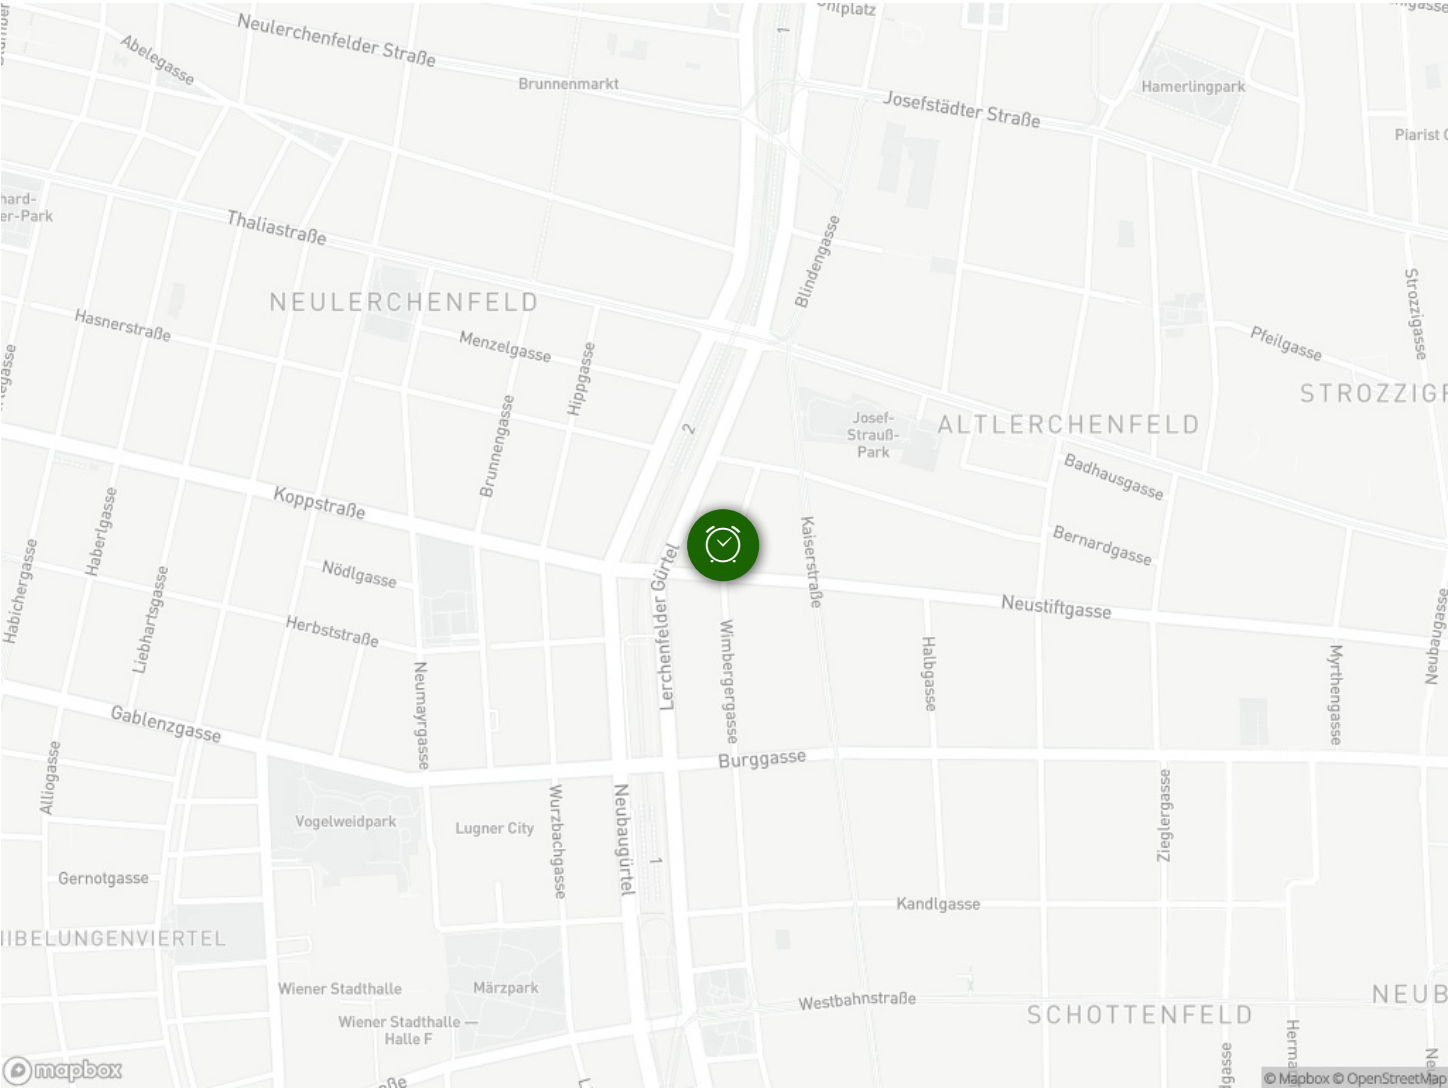 Neulerchenfelder Straße
Abelegasse
Brunnenmarkt
1
Josefstädter Straße
Hamerlingpark
Piarist
Thaliastraße
Blindengasse
NEULERCHENFELD
Hasnerstraße
Menzelgasse
Hippgasse
Brunnengasse
Strozzigasse
Pfeilgasse
2
Josef-
Strauß-
Park
ALTLERCHENFELD
Badhausgasse
Bernardgasse
Koppstraße
Haberlgasse
Habichergasse
Liebhartsgasse
Nödlgasse
Herbststraße
Neumayrgasse
Lerchenfelder Gürtel
Kaiserstraße
Wimbergergasse
Neustiftgasse
Halbgasse
Myrthengasse
Neubaugasse
Gablenzgasse
Alliogasse
Burggasse
Vogelweidpark
Lugner City
Wurzbachgasse
Neubaugürtel
1
Zieglergasse
Gernotgasse
Kandlgasse
Wiener Stadthalle
Märzpark
Wiener Stadthalle —
Halle F
Westbahnstraße
SCHOTTENFELD
mapbox
© Mapbox © OpenStreetMap